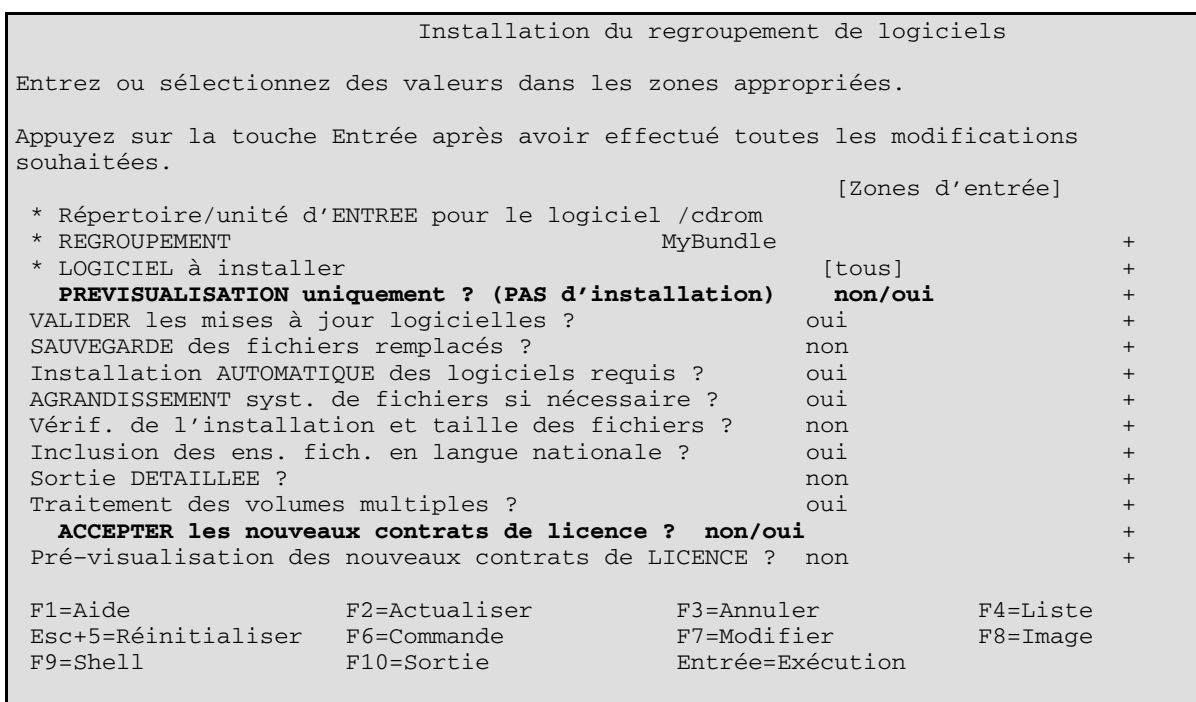 Installation du regroupement de logiciels
Entrez ou sélectionnez des valeurs dans les zones appropriées.
Appuyez sur la touche Entrée après avoir effectué toutes les modifications
souhaitées.
[Zones d'entrée]
* Répertoire/unité d'ENTREE pour le logiciel /cdrom
* REGROUPEMENT MyBundle +
* LOGICIEL à installer [tous] +
PREVISUALISATION uniquement ? (PAS d'installation) non/oui +
VALIDER les mises à jour logicielles ? oui +
SAUVEGARDE des fichiers remplacés ? non +
Installation AUTOMATIQUE des logiciels requis ? oui +
AGRANDISSEMENT syst. de fichiers si nécessaire ? oui +
Vérif. de l'installation et taille des fichiers ? non +
Inclusion des ens. fich. en langue nationale ? oui +
Sortie DETAILLEE ? non +
Traitement des volumes multiples ? oui +
ACCEPTER les nouveaux contrats de licence ? non/oui +
Pré-visualisation des nouveaux contrats de LICENCE ? non +
F1=Aide F2=Actualiser F3=Annuler F4=Liste
Esc+5=Réinitialiser F6=Commande F7=Modifier F8=Image
F9=Shell F10=Sortie Entrée=Exécution